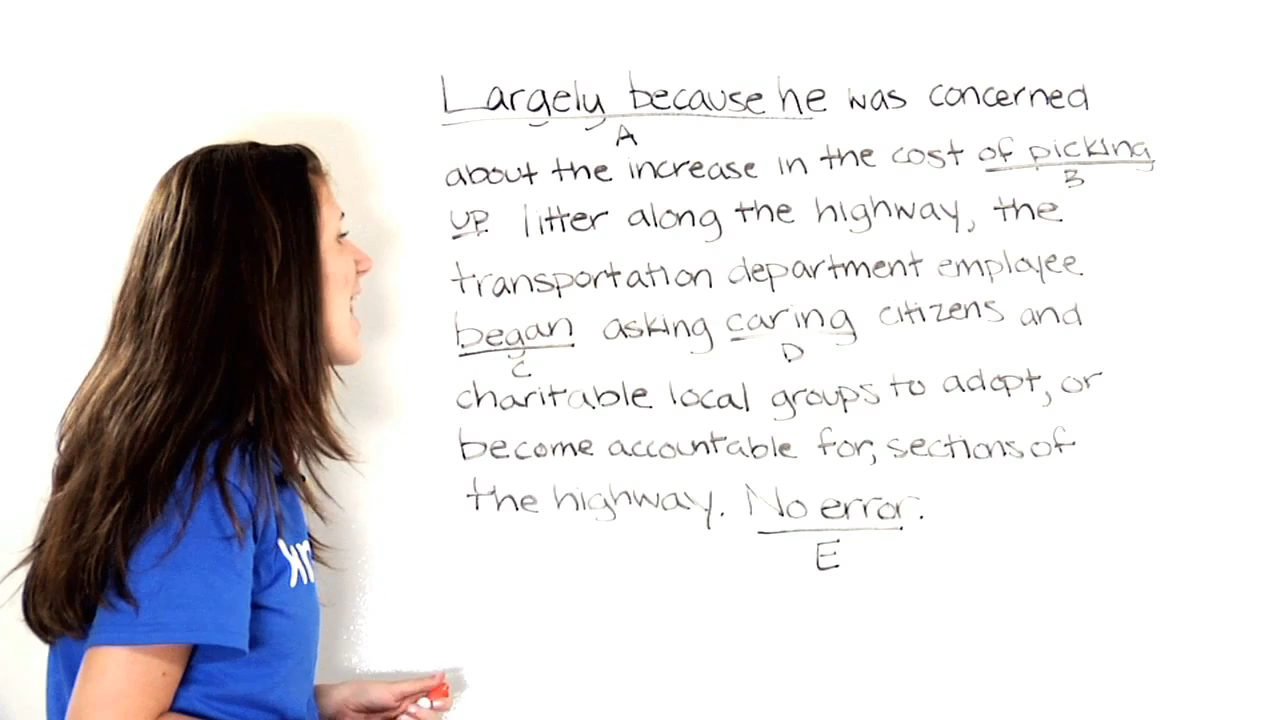 Largely because he was concerned
A
about the increase in the cost of picking
B
up litter along the highway, the
transportation department employee
began asking caring citizens and
C D
charitable local groups to adopt, or
become accountable for, sections of
the highway. No error.
E